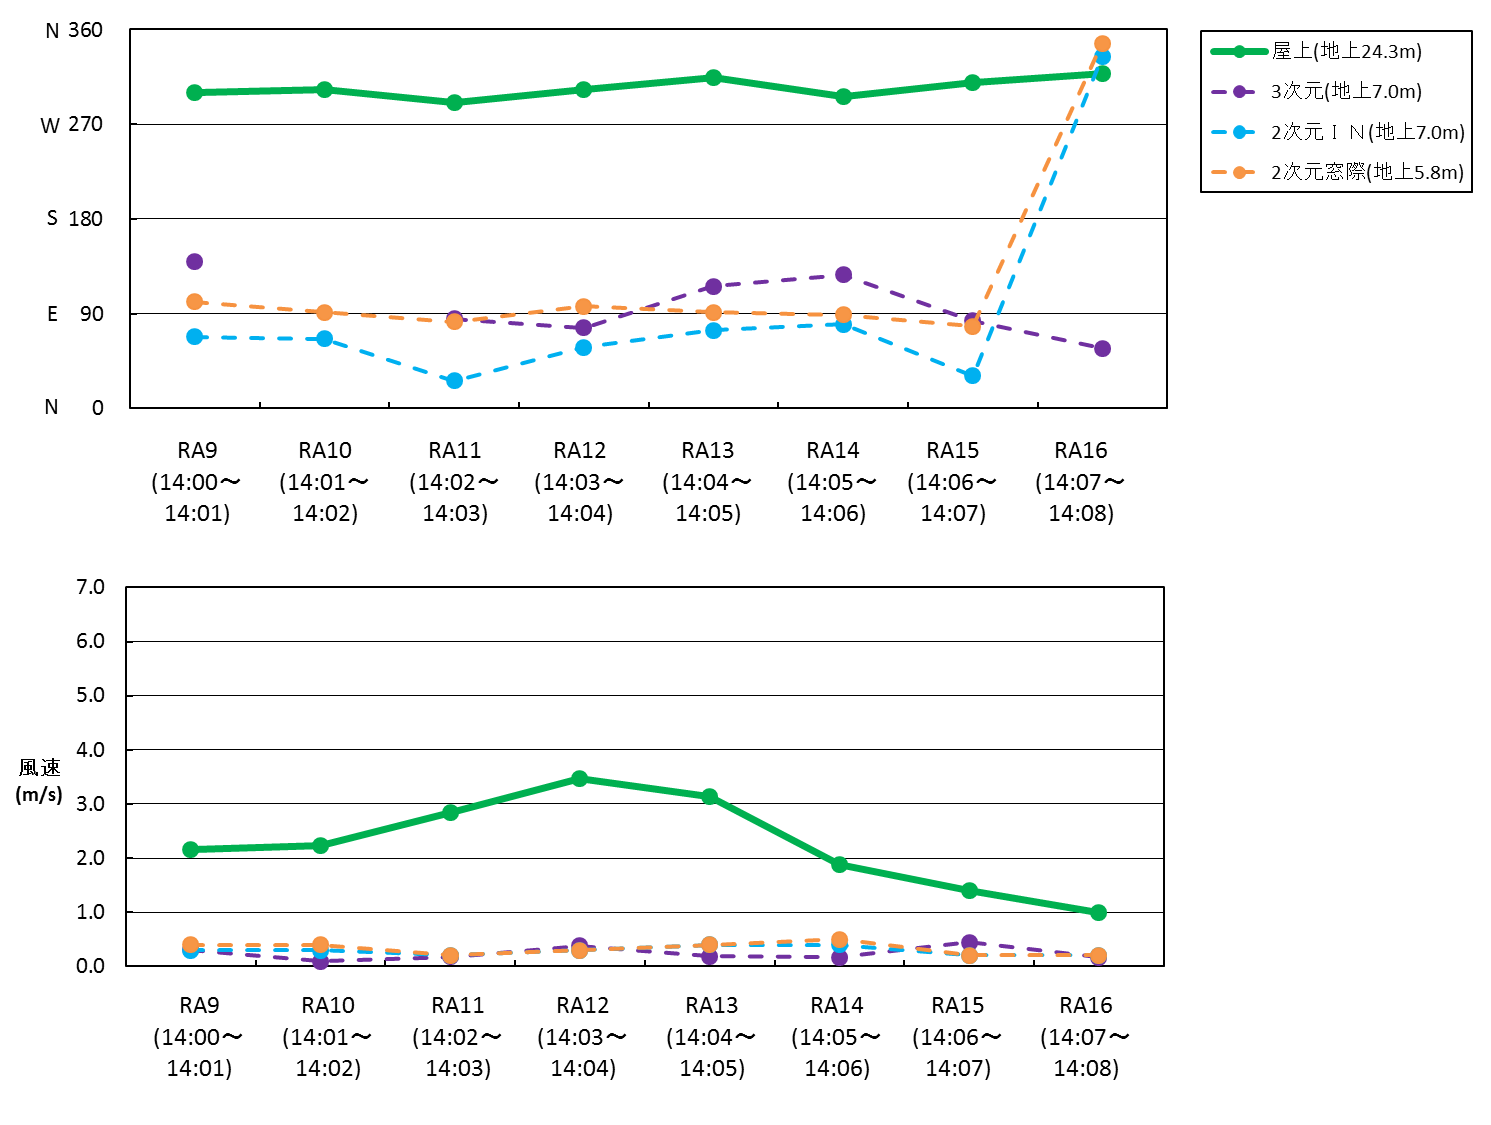 N 360
W 270
S 180
E 90
N 0
屋上(地上24.3m)
3次元(地上7.0m)
2次元ＩＮ(地上7.0m)
2次元窓際(地上5.8m)
RA9 RA10 RA11 RA12 RA13 RA14 RA15 RA16
(14:00～ (14:01～ (14:02～ (14:03～ (14:04～ (14:05～ (14:06～ (14:07～
14:01) 14:02) 14:03) 14:04) 14:05) 14:06) 14:07) 14:08)
7.0
6.0
5.0
4.0
風速
(m/s)
3.0
2.0
1.0
0.0
RA9 RA10 RA11 RA12 RA13 RA14 RA15 RA16
(14:00～ (14:01～ (14:02～ (14:03～ (14:04～ (14:05～ (14:06～ (14:07～
14:01) 14:02) 14:03) 14:04) 14:05) 14:06) 14:07) 14:08)